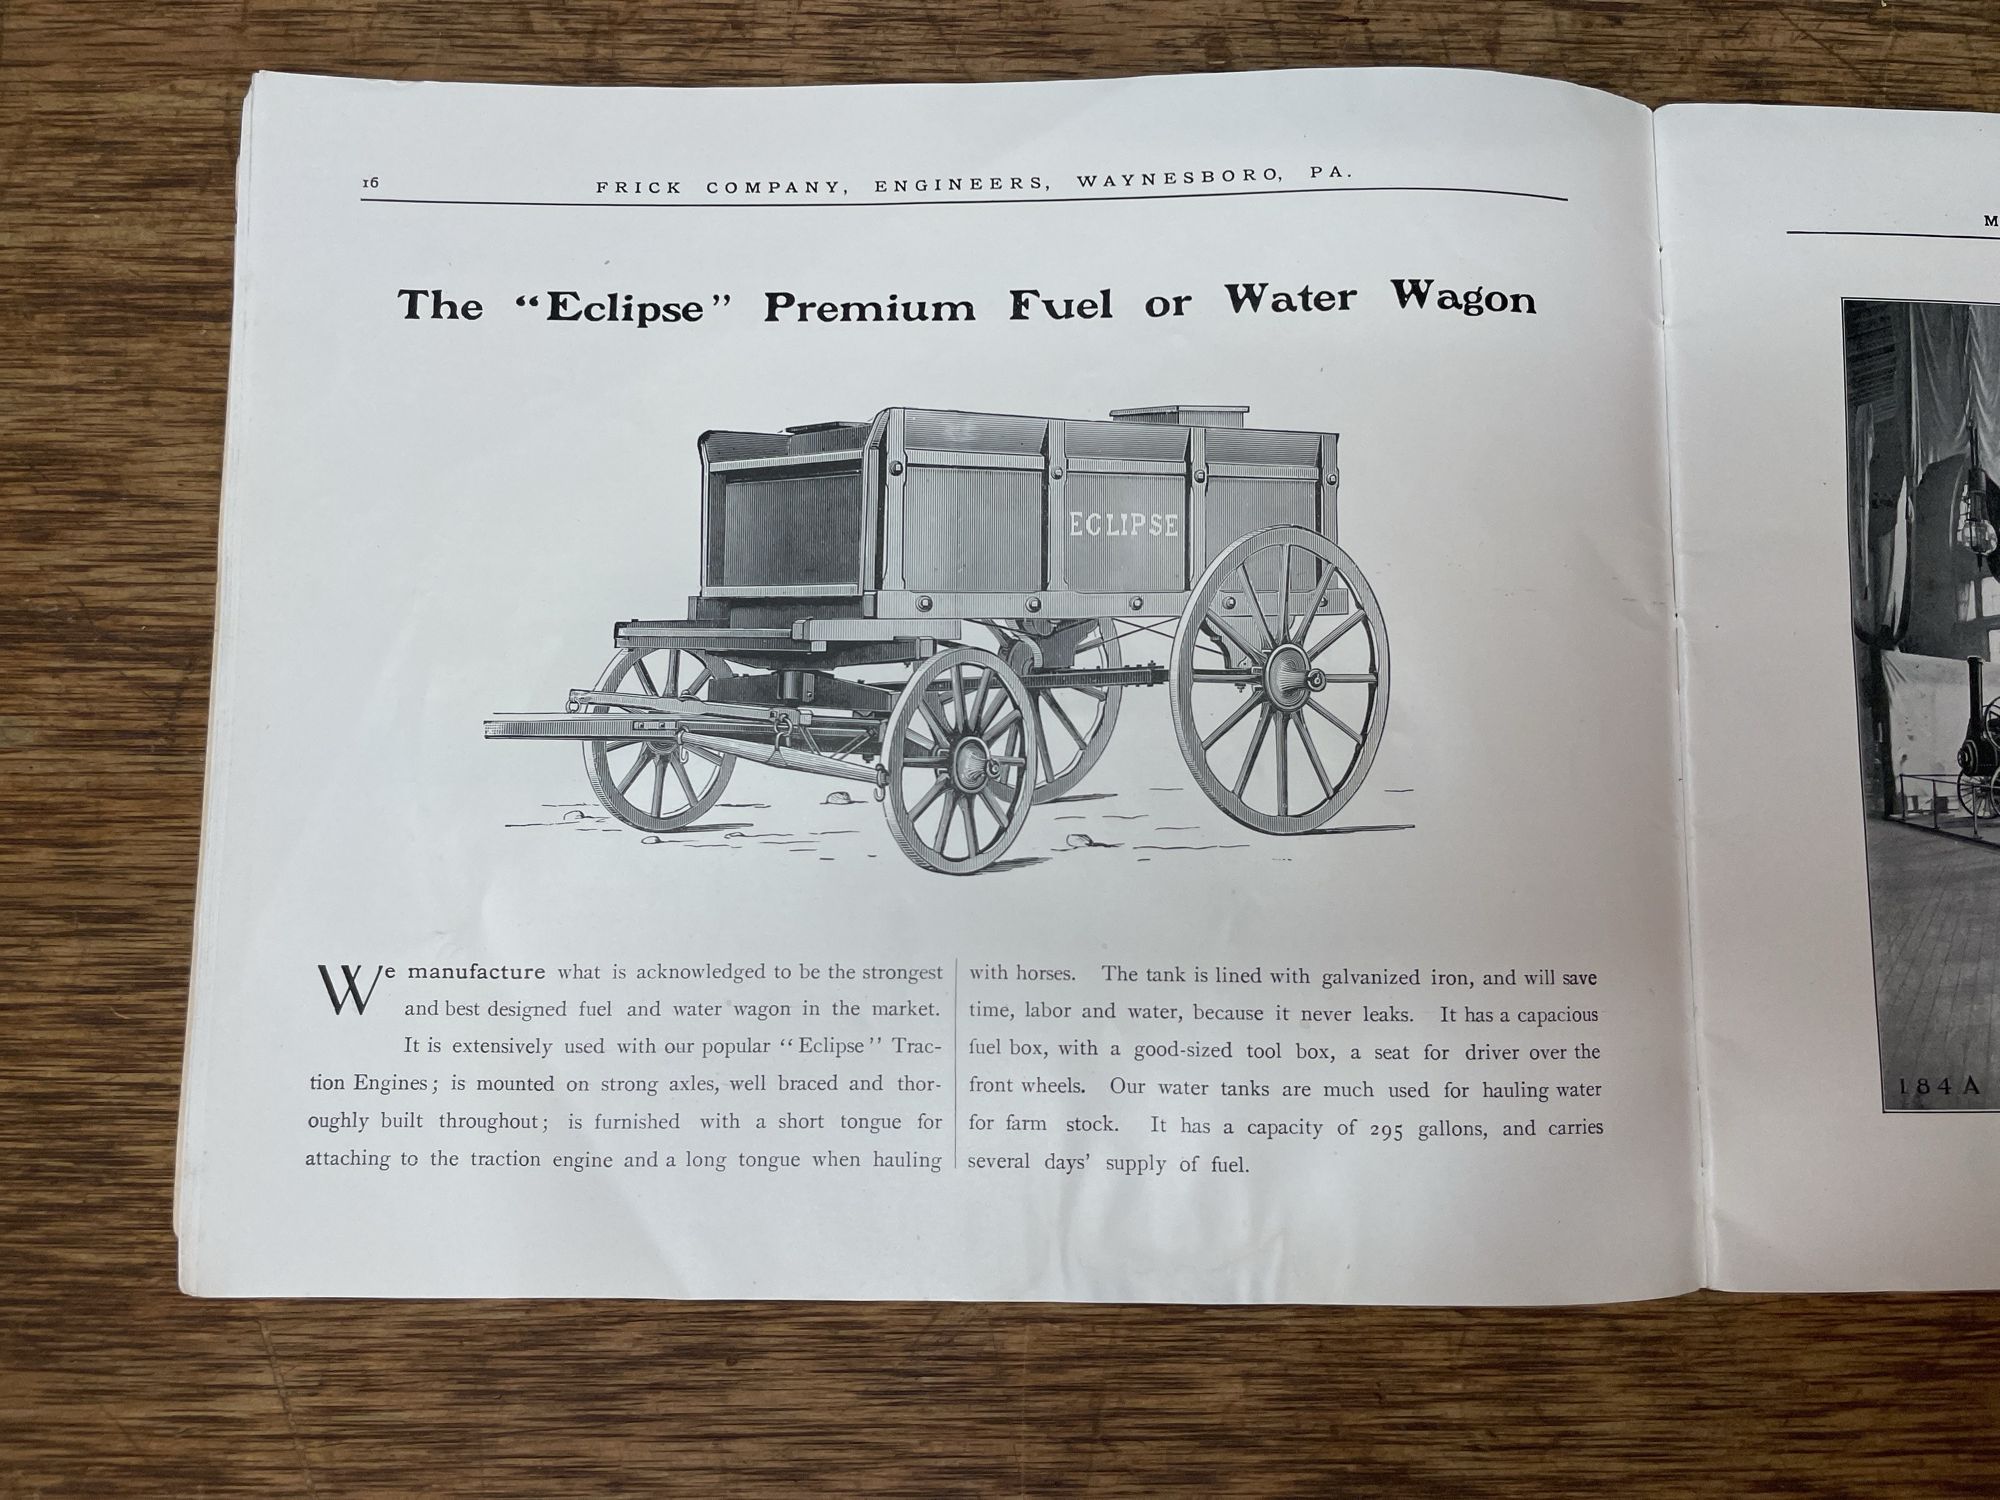 16
FRICK COMPANY, ENGINEERS, WAYNESBORO, PA.
The “Eclipse” Premium Fuel or Water Wagon
ECLIPSE
We manufacture what is acknowledged to be the strongest
and best designed fuel and water wagon in the market.
It is extensively used with our popular “Eclipse” Trac-
tion Engines; is mounted on strong axles, well braced and thor-
oughly built throughout; is furnished with a short tongue for
attaching to the traction engine and a long tongue when hauling
with horses. The tank is lined with galvanized iron, and will save
time, labor and water, because it never leaks. It has a capacious
fuel box, with a good-sized tool box, a seat for driver over the
front wheels. Our water tanks are much used for hauling water
for farm stock. It has a capacity of 295 gallons, and carries
several days’ supply of fuel.
M
184A